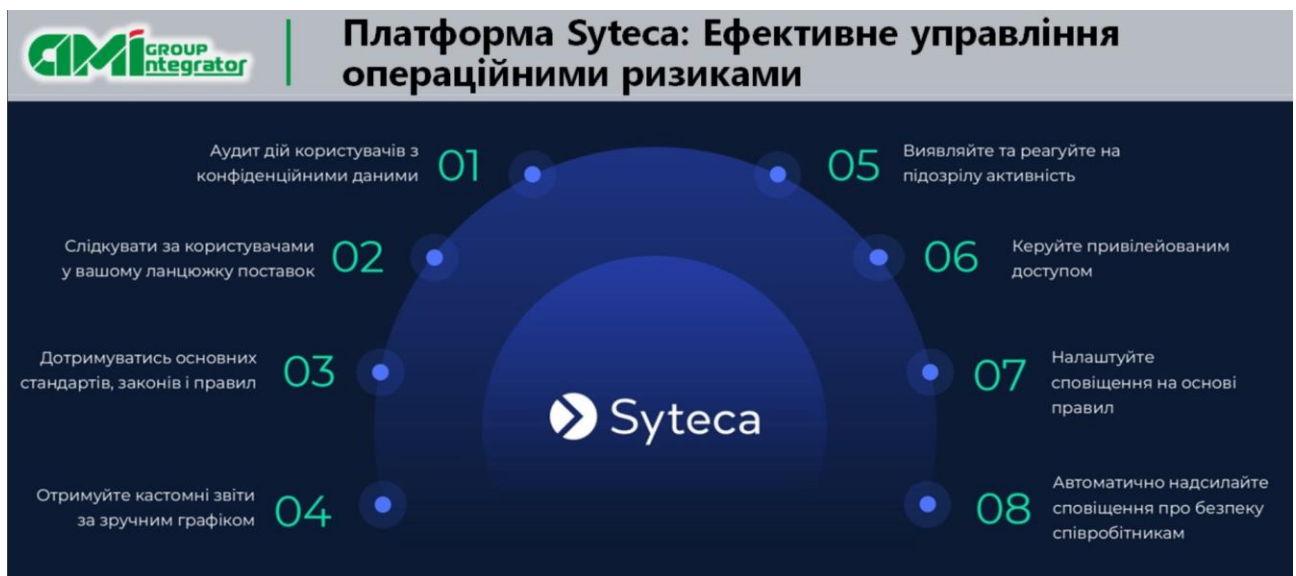 AMI GROUP
integrator
Платформа Syteca: Ефективне управління
операційними ризиками
Аудит дій користувачів з
конфіденційними даними
01
Слідкувати за користувачами
у вашому ланцюжку поставок
02
Дотримуватись основних
стандартів, законів і правил
03
Отримуйте кастомні звіти
за зручним графіком
04
05
Виявляйте та реагуйте на
підозрілу активність
06
Керуйте привілейованим
доступом
07
Налаштуйте
сповіщення на основі
правил
08
Автоматично надсилайте
сповіщення про безпеку
співробітникам
Syteca